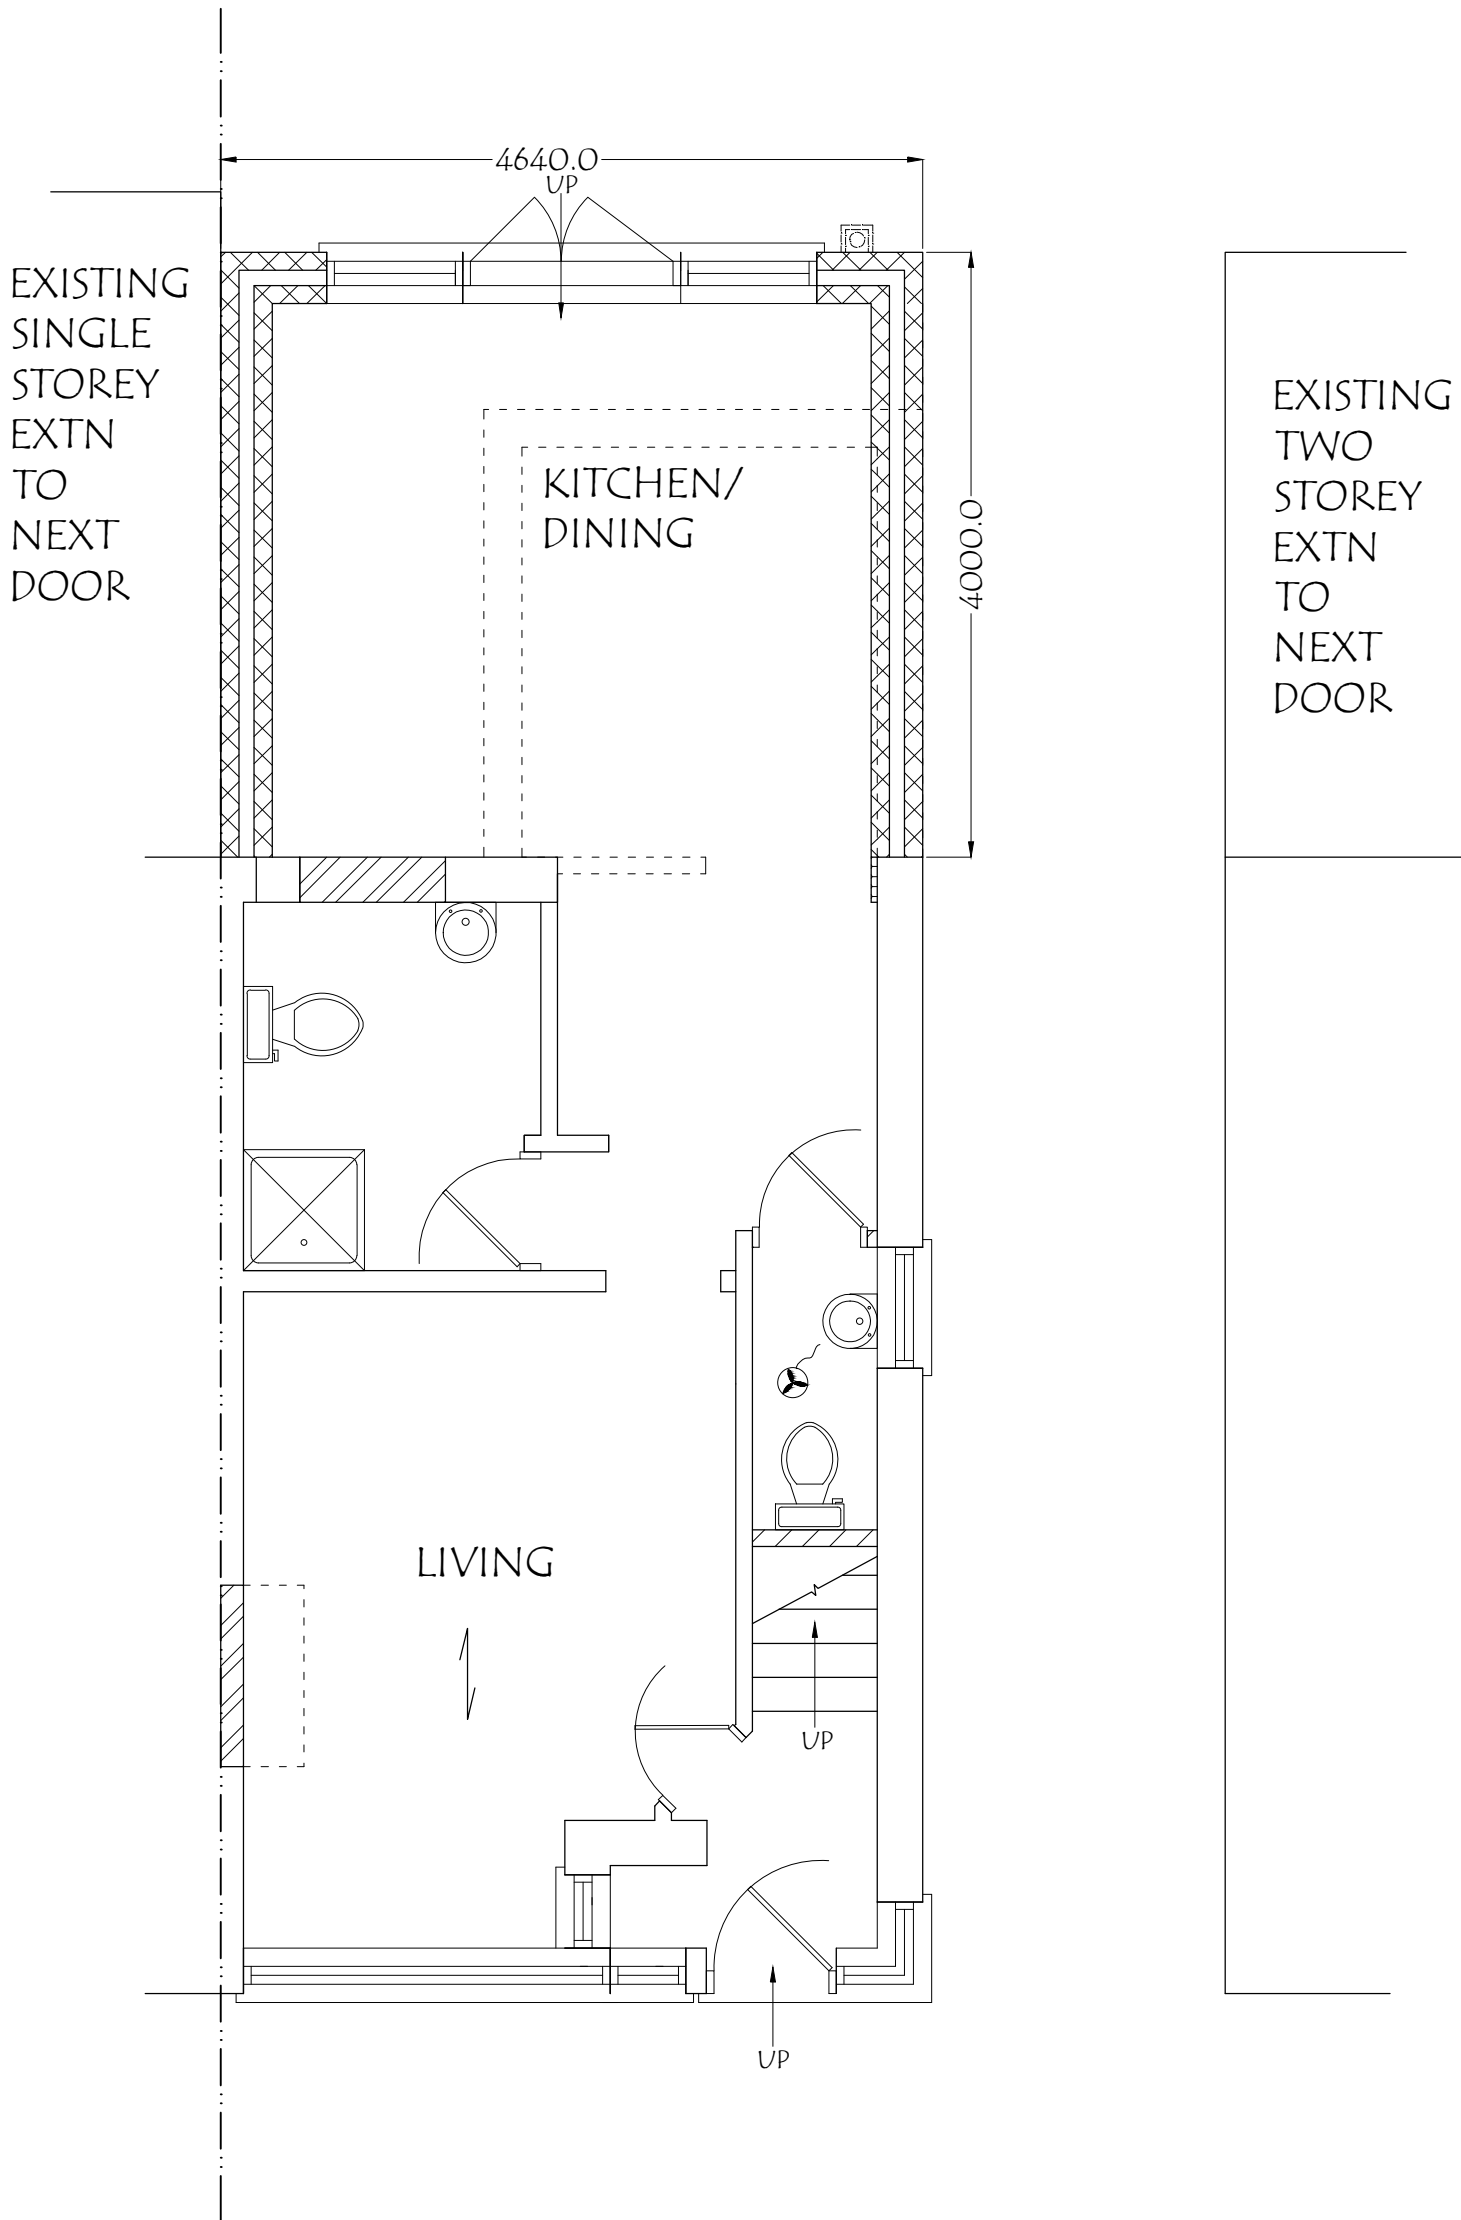 4640.0
UP
EXISTING
SINGLE
STOREY
EXTN
TO
NEXT
DOOR
EXISTING
TWO
STOREY
EXTN
TO
NEXT
DOOR
KITCHEN/
DINING
4000.0
LIVING
UP
UP